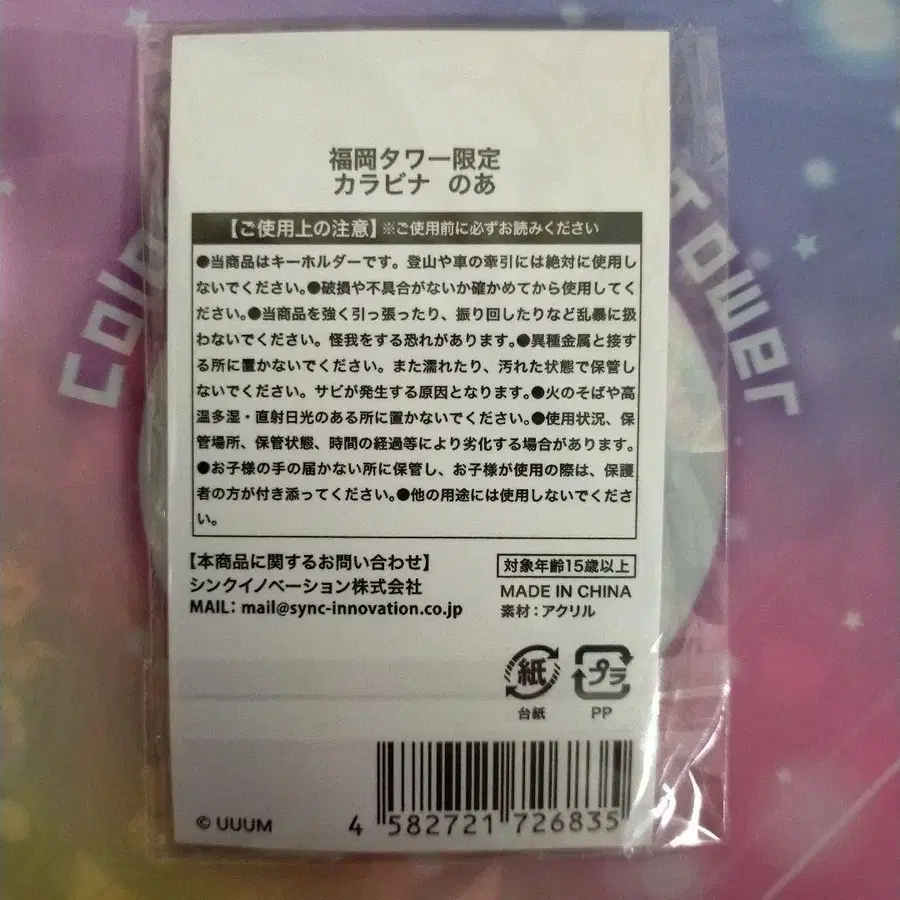 福岡タワー限定
カラビナ のあ
【ご使用上の注意】※ご使用前に必ずお読みください
●当商品はキーホルダーです。登山や車の牽引には絶対に使用し
ないでください。●破損や不具合がないか確かめてから使用してく
ださい。●当商品を強く引っ張ったり、振り回したりなど乱暴に扱
わないでください。怪我をする恐れがあります。●異種金属と接す
る所に置かないでください。また濡れたり、汚れた状態で保管し
ないでください。サビが発生する原因となります。●火のそばや高
温多湿・直射日光のある所に置かないでください。●使用状況、保
管場所、保管状態、時間の経過等により劣化する場合があります。
●お子様の手の届かない所に保管し、お子様が使用の際は、保護
者の方が付き添ってください。●他の用途には使用しないでくださ
い。
【本商品に関するお問い合わせ】
シンクイノベーション株式会社
MAIL：mail@sync-innovation.co.jp
対象年齢15歳以上
MADE IN CHINA
素材：アクリル
紙
台紙
プラ
PP
© UUUM
4 582721 726835
Tower